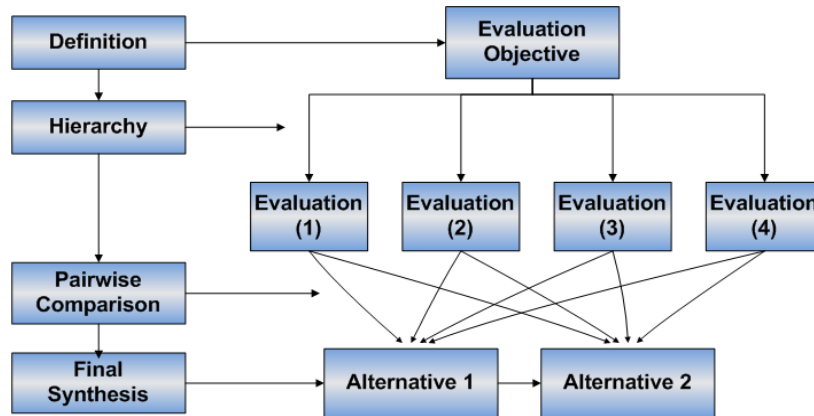 Definition
Evaluation
Objective
Hierarchy
Evaluation
(1)
Evaluation
(2)
Evaluation
(3)
Evaluation
(4)
Pairwise
Comparison
Final
Synthesis
Alternative 1
Alternative 2